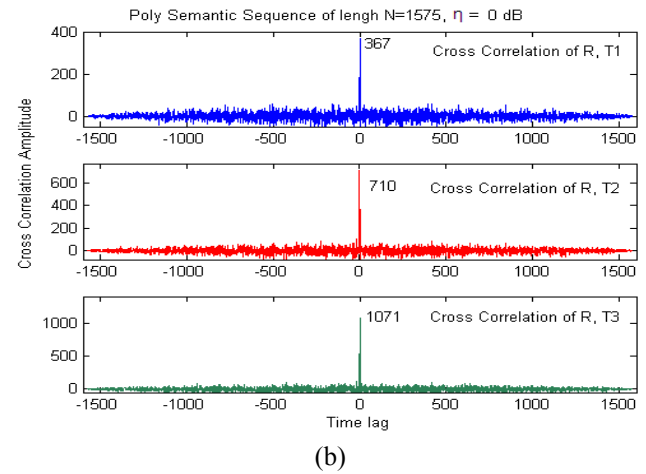 Poly Semantic Sequence of lengh N=1575, η = 0 dB
Cross Correlation Amplitude
400
200
0
367
Cross Correlation of R, T1
-1500 -1000 -500 0 500 1000 1500
600
400
200
0
710
Cross Correlation of R, T2
-1500 -1000 -500 0 500 1000 1500
1000
500
0
1071
Cross Correlation of R, T3
-1500 -1000 -500 0 500 1000 1500
Time lag
(b)